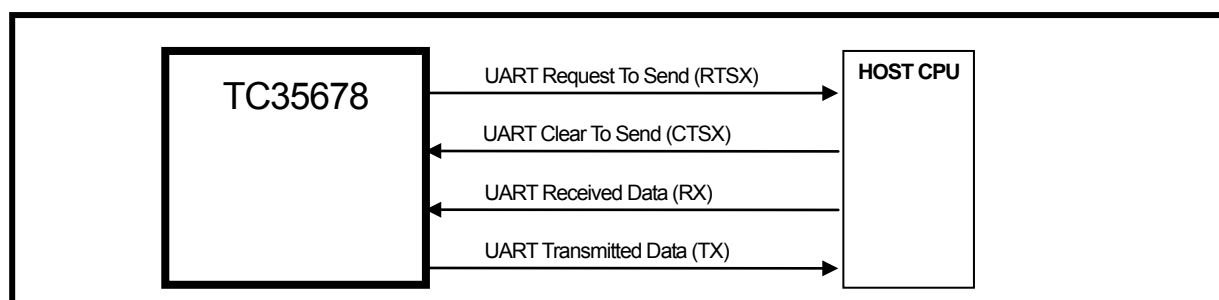 TC35678
UART Request To Send (RTSX)
UART Clear To Send (CTSX)
UART Received Data (RX)
UART Transmitted Data (TX)
HOST CPU